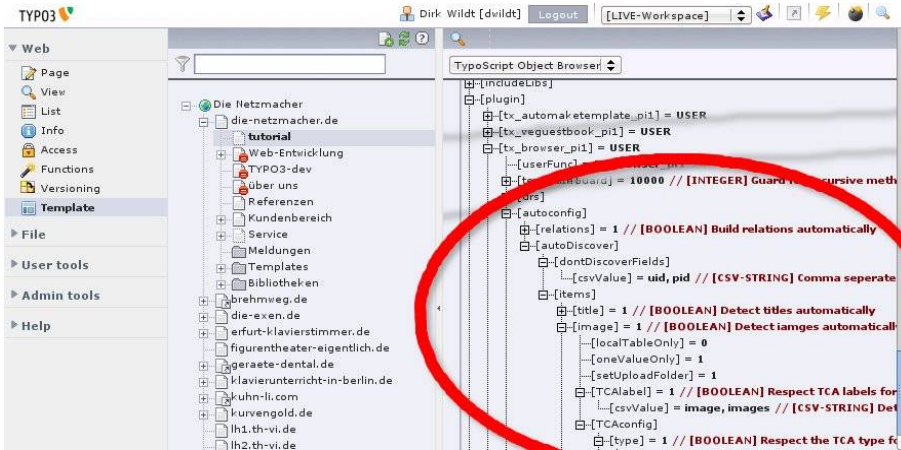 TYPO3
Dirk Wildt [dwildt]
Logout
[LIVE-Workspace]
Web
Page
View
List
Info
Access
Functions
Versioning
Template
File
User tools
Admin tools
Help
Die Netzmacher
die-netzmacher.de
tutorial
Web-Entwicklung
TYPO3-dev
über uns
Referenzen
Kundenbereich
Service
Meldungen
Templates
Bibliotheken
brehmweg.de
die-exen.de
erfurt-klavierstimmer.de
figurentheater-eigentlich.de
geraete-dental.de
klavierunterricht-in-berlin.de
kuhn-li.com
kurvengold.de
lh1.th-vi.de
lh2.th-vi.de
TypoScript Object Browser
[includeLibs]
[plugin]
[tx_automaketemplate_pi1] = USER
[tx_veguestbook_pi1] = USER
[tx_browser_pi1] = USER
[userFunc] =
= 10000 // [INTEGER] Guard
[drs]
[autoconfig]
[relations] = 1 // [BOOLEAN] Build relations automatically
[autoDiscover]
[dontDiscoverFields]
[csvValue] = uid, pid // [CSV-STRING] Comma seperate
[items]
[title] = 1 // [BOOLEAN] Detect titles automatically
[image] = 1 // [BOOLEAN] Detect iamges automaticall
[localTableOnly] = 0
[oneValueOnly] = 1
[setUploadFolder] = 1
[TCAlabel] = 1 // [BOOLEAN] Respect TCA labels for
[csvValue] = image, images // [CSV-STRING] Det
[TCAconfig]
[type] = 1 // [BOOLEAN] Respect the TCA type fo